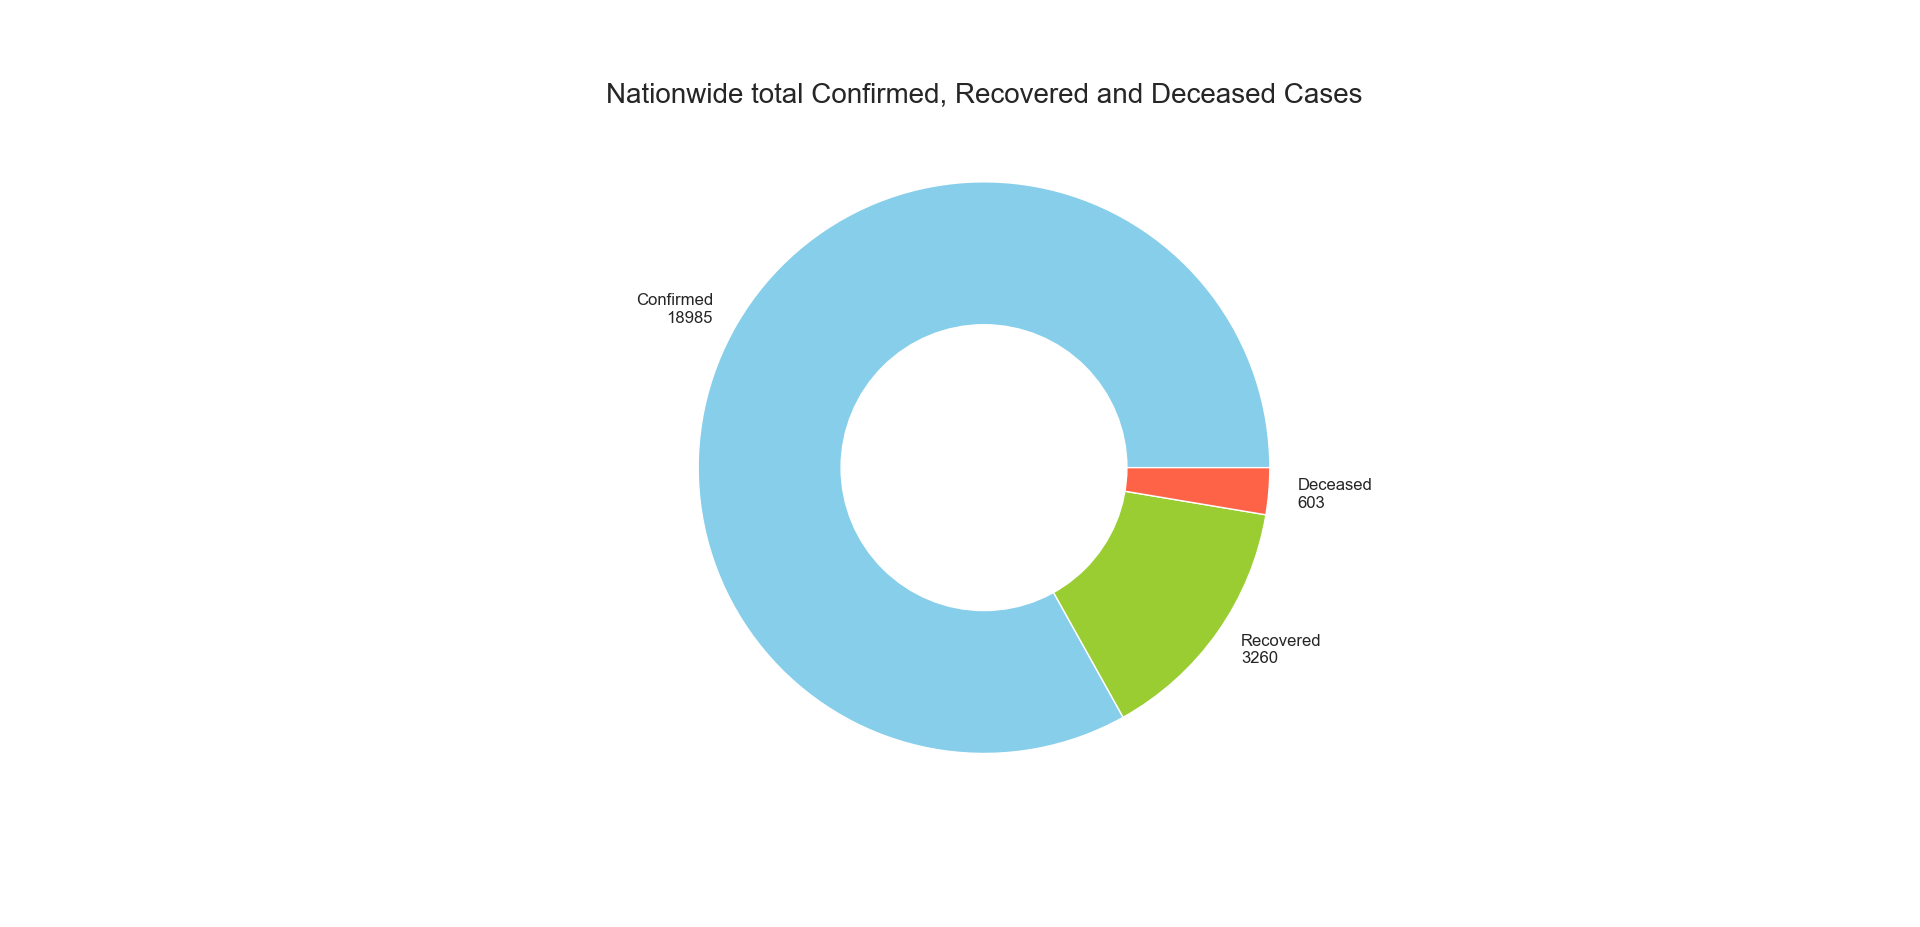 Nationwide total Confirmed, Recovered and Deceased Cases
Confirmed
18985
Deceased
603
Recovered
3260